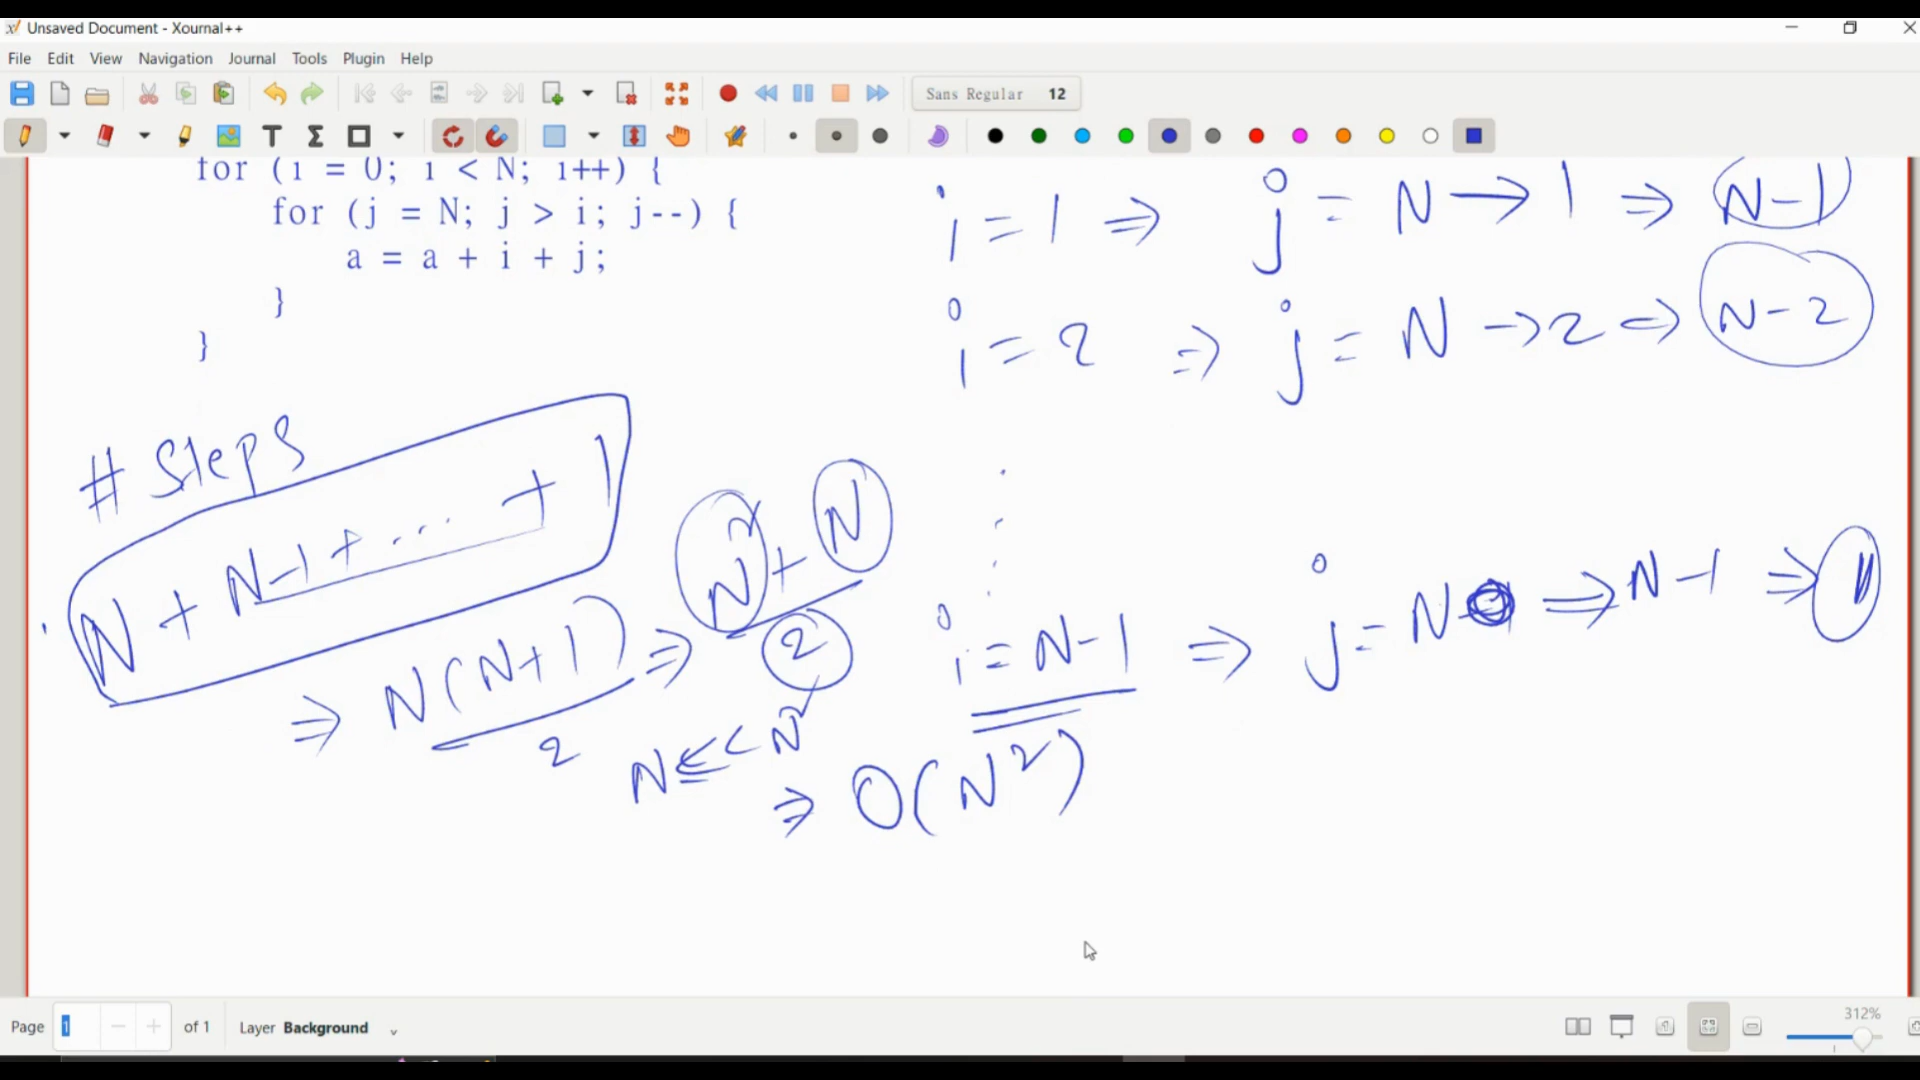 Unsaved Document - Xournal++
File Edit View Navigation Journal Tools Plugin Help
Sans Regular 12
for (i = 0; i < N; i++) {
for (j = N; j > i; j--) {
a = a + i + j;
}
}
i = 1 ⇒ j = N → 1 ⇒ N-1
i = 2 ⇒ j = N → 2 ⇒ N-2
# Steps
N + N-1 + ... + 1
⇒ N(N+1)/2 ⇒ N² + N / 2
i = N-1 ⇒ j = N ⇒ N-1 ⇒ 1
N << N²
⇒ O(N²)
Page 1 of 1 Layer Background
312%